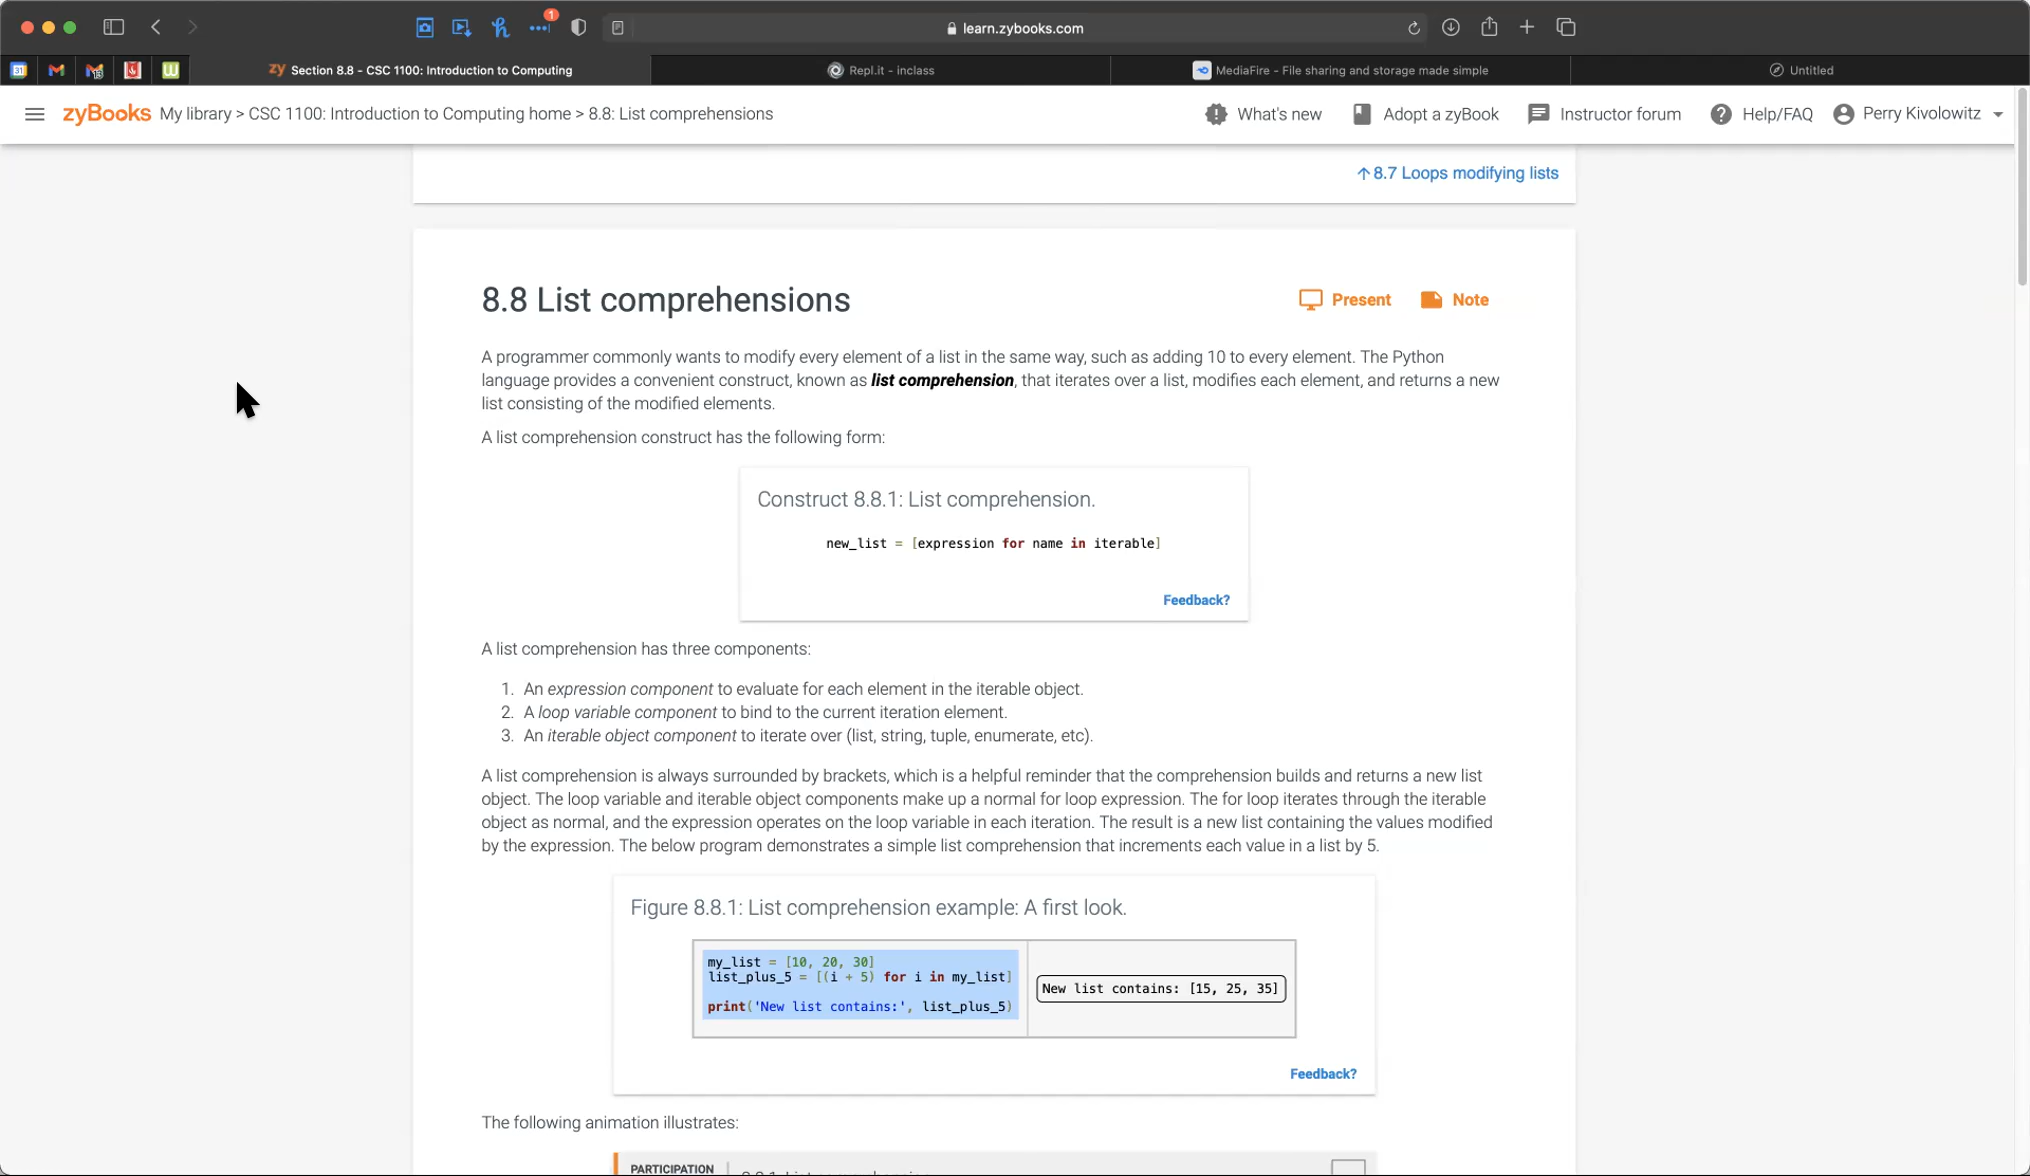 1
learn.zybooks.com
31
zy Section 8.8 - CSC 1100: Introduction to Computing
Repl.it - inclass
MediaFire - File sharing and storage made simple
Untitled
zyBooks My library > CSC 1100: Introduction to Computing home > 8.8: List comprehensions
What's new
Adopt a zyBook
Instructor forum
Help/FAQ
Perry Kivolowitz
↑ 8.7 Loops modifying lists
8.8 List comprehensions
Present
Note
A programmer commonly wants to modify every element of a list in the same way, such as adding 10 to every element. The Python
language provides a convenient construct, known as list comprehension, that iterates over a list, modifies each element, and returns a new
list consisting of the modified elements.
A list comprehension construct has the following form:
Construct 8.8.1: List comprehension.
new_list = [expression for name in iterable]
Feedback?
A list comprehension has three components:
1. An expression component to evaluate for each element in the iterable object.
2. A loop variable component to bind to the current iteration element.
3. An iterable object component to iterate over (list, string, tuple, enumerate, etc).
A list comprehension is always surrounded by brackets, which is a helpful reminder that the comprehension builds and returns a new list
object. The loop variable and iterable object components make up a normal for loop expression. The for loop iterates through the iterable
object as normal, and the expression operates on the loop variable in each iteration. The result is a new list containing the values modified
by the expression. The below program demonstrates a simple list comprehension that increments each value in a list by 5.
Figure 8.8.1: List comprehension example: A first look.
my_list = [10, 20, 30]
list_plus_5 = [(i + 5) for i in my_list]
print('New list contains:', list_plus_5)
New list contains: [15, 25, 35]
Feedback?
The following animation illustrates:
PARTICIPATION